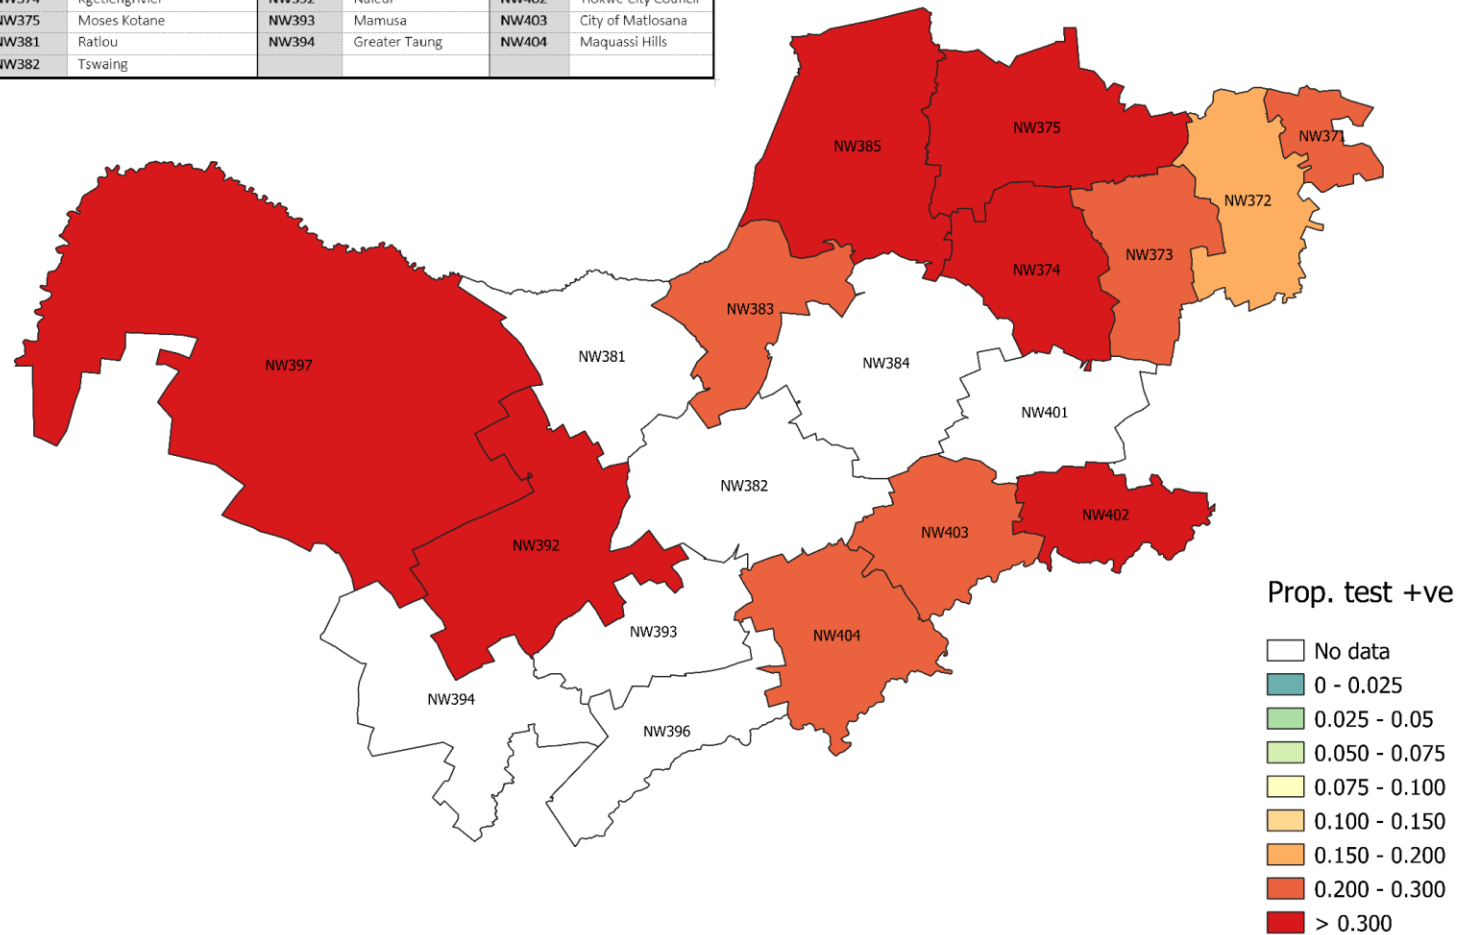 NW375 Moses Kotane NW393 Mamusa NW403 City of Matlosana
NW381 Ratlou NW394 Greater Taung NW404 Maquassi Hills
NW382 Tswaing
NW385
NW375
NW371
NW372
NW373
NW374
NW383
NW381
NW384
NW397
NW401
NW382
NW402
NW403
NW392
NW393
NW404
NW394
NW396
Prop. test +ve
No data
0 - 0.025
0.025 - 0.05
0.050 - 0.075
0.075 - 0.100
0.100 - 0.150
0.150 - 0.200
0.200 - 0.300
> 0.300